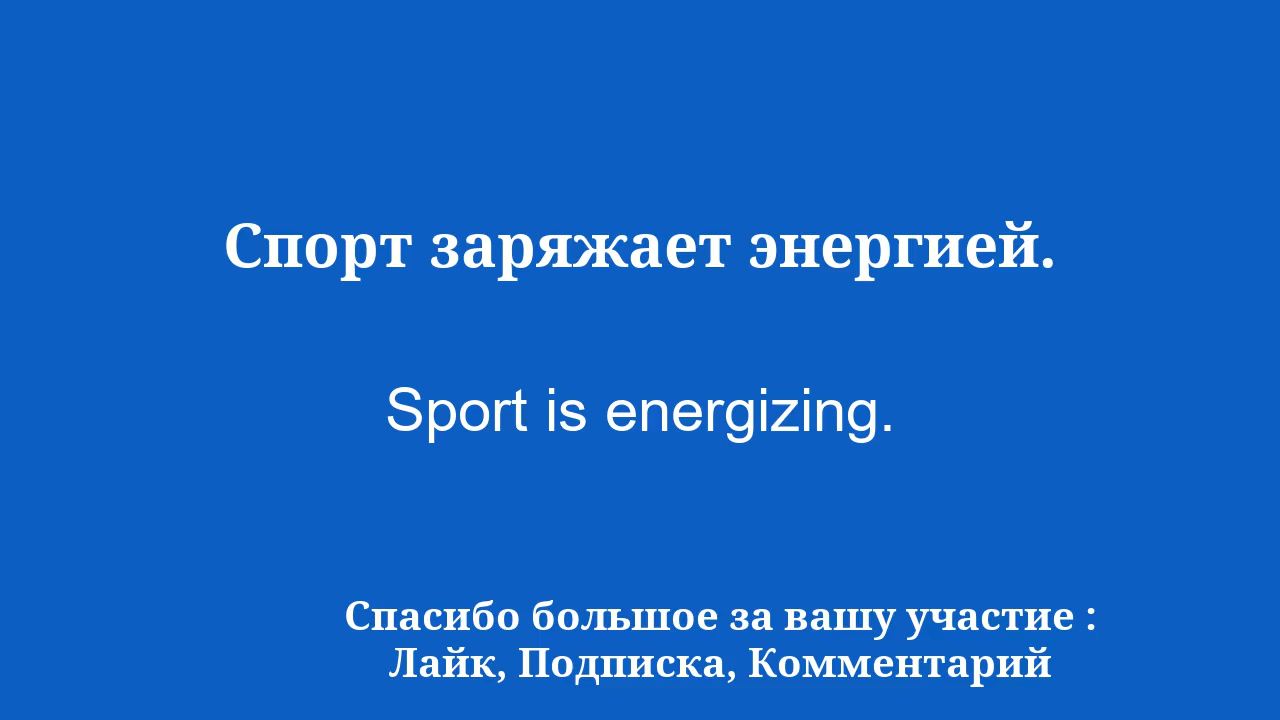 Спорт заряжает энергией.
Sport is energizing.
Спасибо большое за вашу участие :
Лайк, Подписка, Комментарий